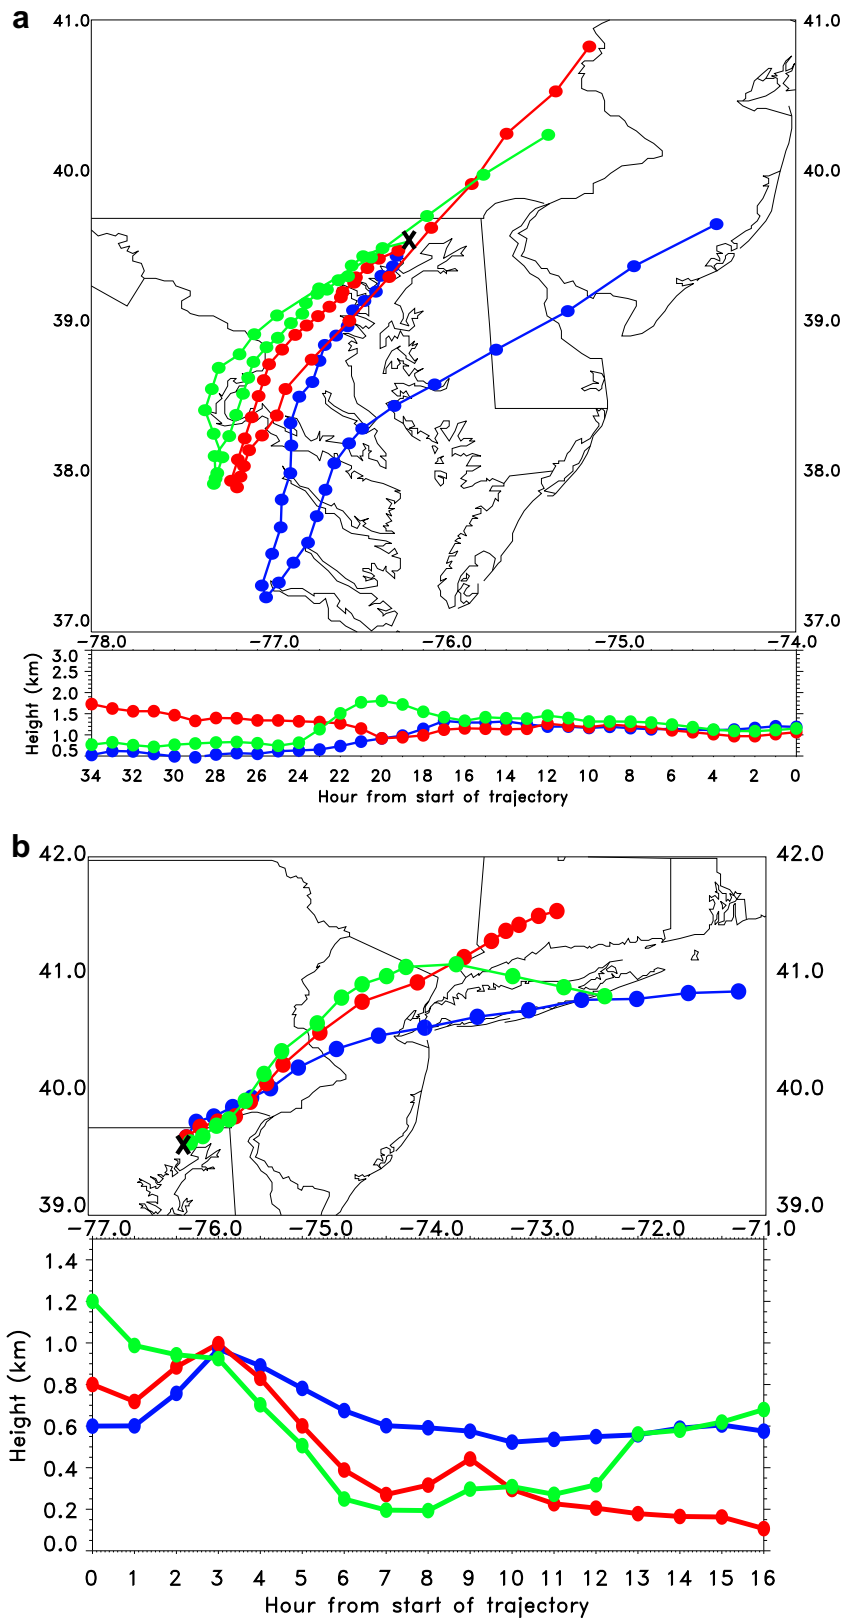 a
41.0 41.0
40.0 40.0
39.0 39.0
38.0 38.0
37.0 37.0
X
−78.0 −77.0 −76.0 −75.0 −74.0
Height (km)
3.0
2.5
2.0
1.5
1.0
0.5
34 32 30 28 26 24 22 20 18 16 14 12 10 8 6 4 2 0
Hour from start of trajectory
b
42.0 42.0
41.0 41.0
40.0 40.0
X
39.0 39.0
−77.0 −76.0 −75.0 −74.0 −73.0 −72.0 −71.0
Height (km)
1.4
1.2
1.0
0.8
0.6
0.4
0.2
0.0
0 1 2 3 4 5 6 7 8 9 10 11 12 13 14 15 16
Hour from start of trajectory